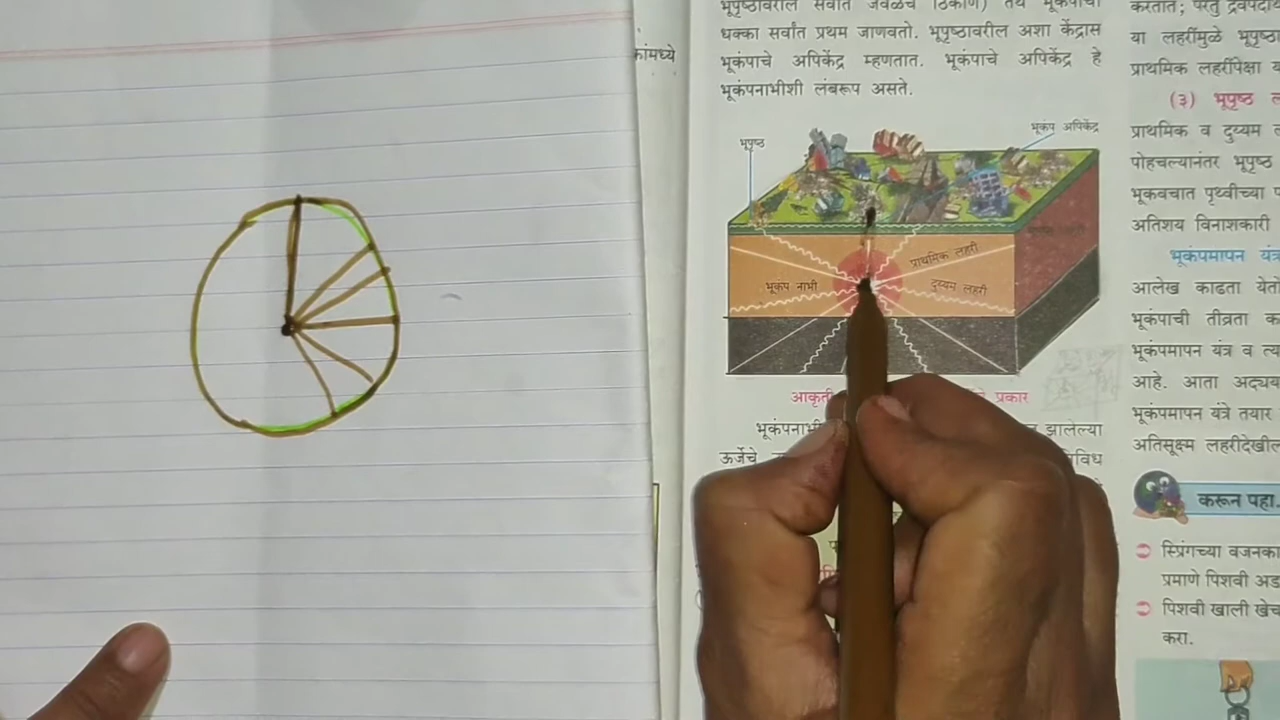 कांमध्ये
भूपृष्ठावरील सर्वात जवळचे ठिकाण) तेथे भूकंपाचा
धक्का सर्वांत प्रथम जाणवतो. भूपृष्ठावरील अशा केंद्रास
भूकंपाचे अपिकेंद्र म्हणतात. भूकंपाचे अपिकेंद्र हे
भूकंपनाभीशी लंबरूप असते.
भूपृष्ठ
भूकंप अपिकेंद्र
प्राथमिक लहरी
भूकंप नाभी
दुय्यम लहरी
आकृती
प्रकार
भूकंपनाभी
झालेल्या
ऊर्जेचे
विविध
करतात; परंतु द्रवपदा
या लहरींमुळे भूपृष्ठा
प्राथमिक लहरींपेक्षा
(३) भूपृष्ठ
प्राथमिक व दुय्यम
पोहचल्यानंतर भूपृष्ठ
भूकवचात पृथ्वीच्या
अतिशय विनाशकारी
भूकंपमापन यंत्र
आलेख काढता येतो
भूकंपाची तीव्रता
भूकंपमापन यंत्र व
आहे. आता अद्यय
भूकंपमापन यंत्रे तयार
अतिसूक्ष्म लहरीदेखील
करून पहा.
स्प्रिंगच्या वजनका
प्रमाणे पिशवी अड
पिशवी खाली खेच
करा.